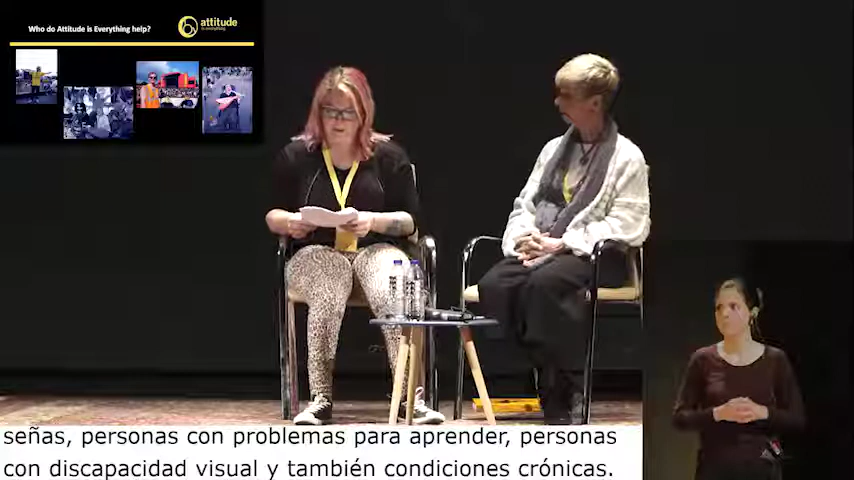 Who do Attitude is Everything help?
attitude
is everything
señas, personas con problemas para aprender, personas
con discapacidad visual y también condiciones crónicas.